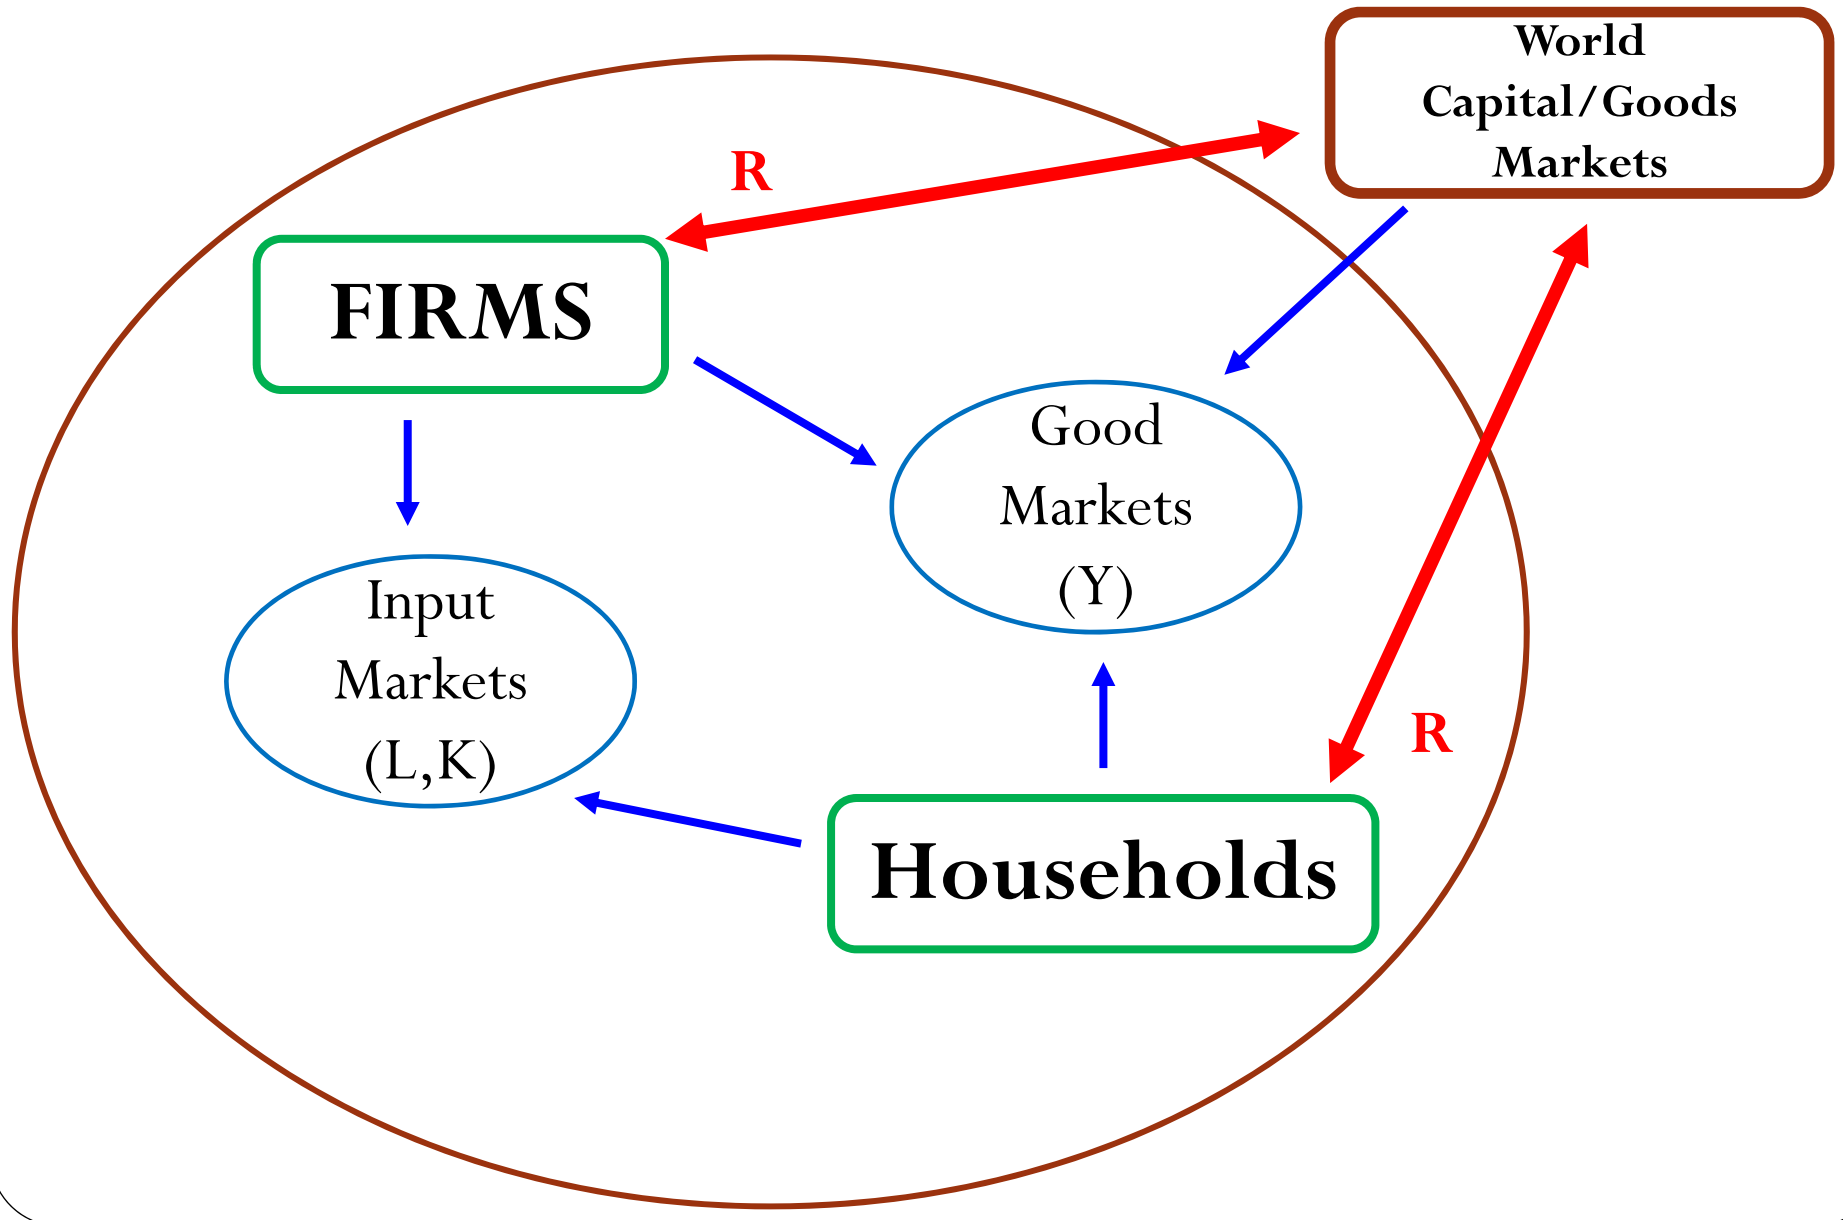 World
Capital/Goods
Markets
R
FIRMS
Good
Markets
(Y)
Input
Markets
(L,K)
R
Households